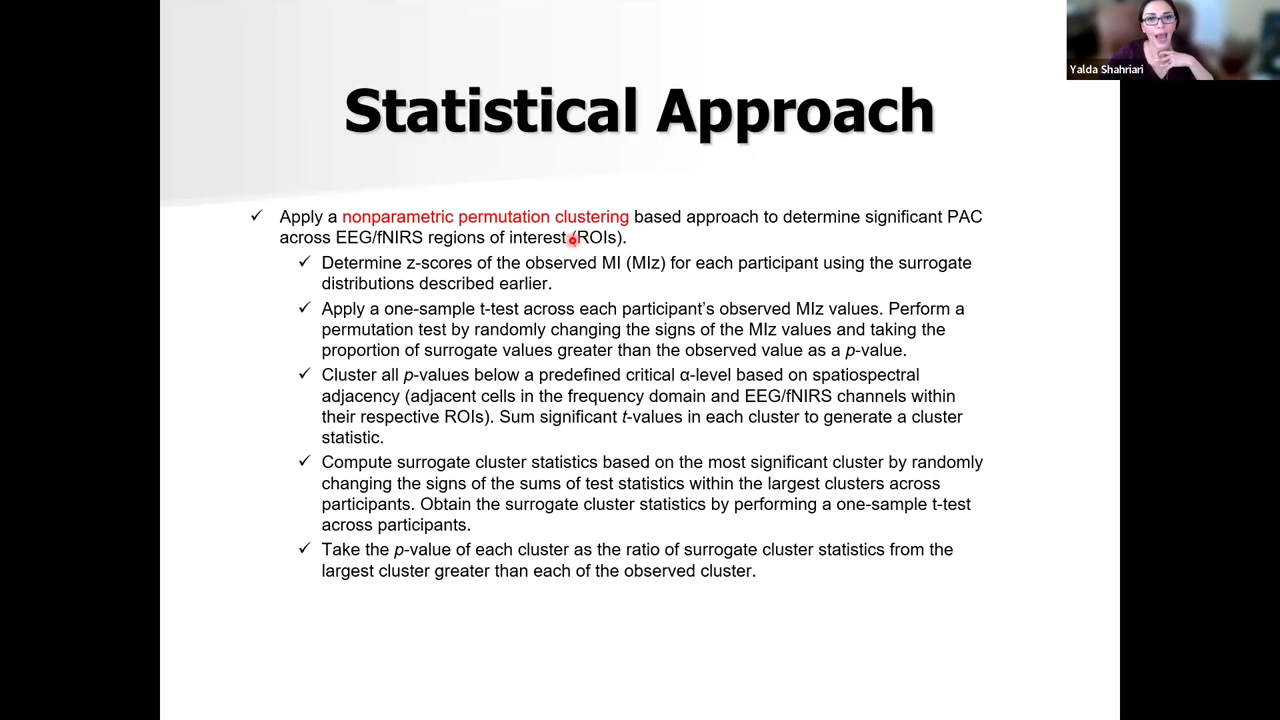 Yalda Shahriari
Statistical Approach
✓ Apply a nonparametric permutation clustering based approach to determine significant PAC
across EEG/fNIRS regions of interest (ROIs).
✓ Determine z-scores of the observed MI (MIz) for each participant using the surrogate
distributions described earlier.
✓ Apply a one-sample t-test across each participant’s observed MIz values. Perform a
permutation test by randomly changing the signs of the MIz values and taking the
proportion of surrogate values greater than the observed value as a p-value.
✓ Cluster all p-values below a predefined critical α-level based on spatiospectral
adjacency (adjacent cells in the frequency domain and EEG/fNIRS channels within
their respective ROIs). Sum significant t-values in each cluster to generate a cluster
statistic.
✓ Compute surrogate cluster statistics based on the most significant cluster by randomly
changing the signs of the sums of test statistics within the largest clusters across
participants. Obtain the surrogate cluster statistics by performing a one-sample t-test
across participants.
✓ Take the p-value of each cluster as the ratio of surrogate cluster statistics from the
largest cluster greater than each of the observed cluster.